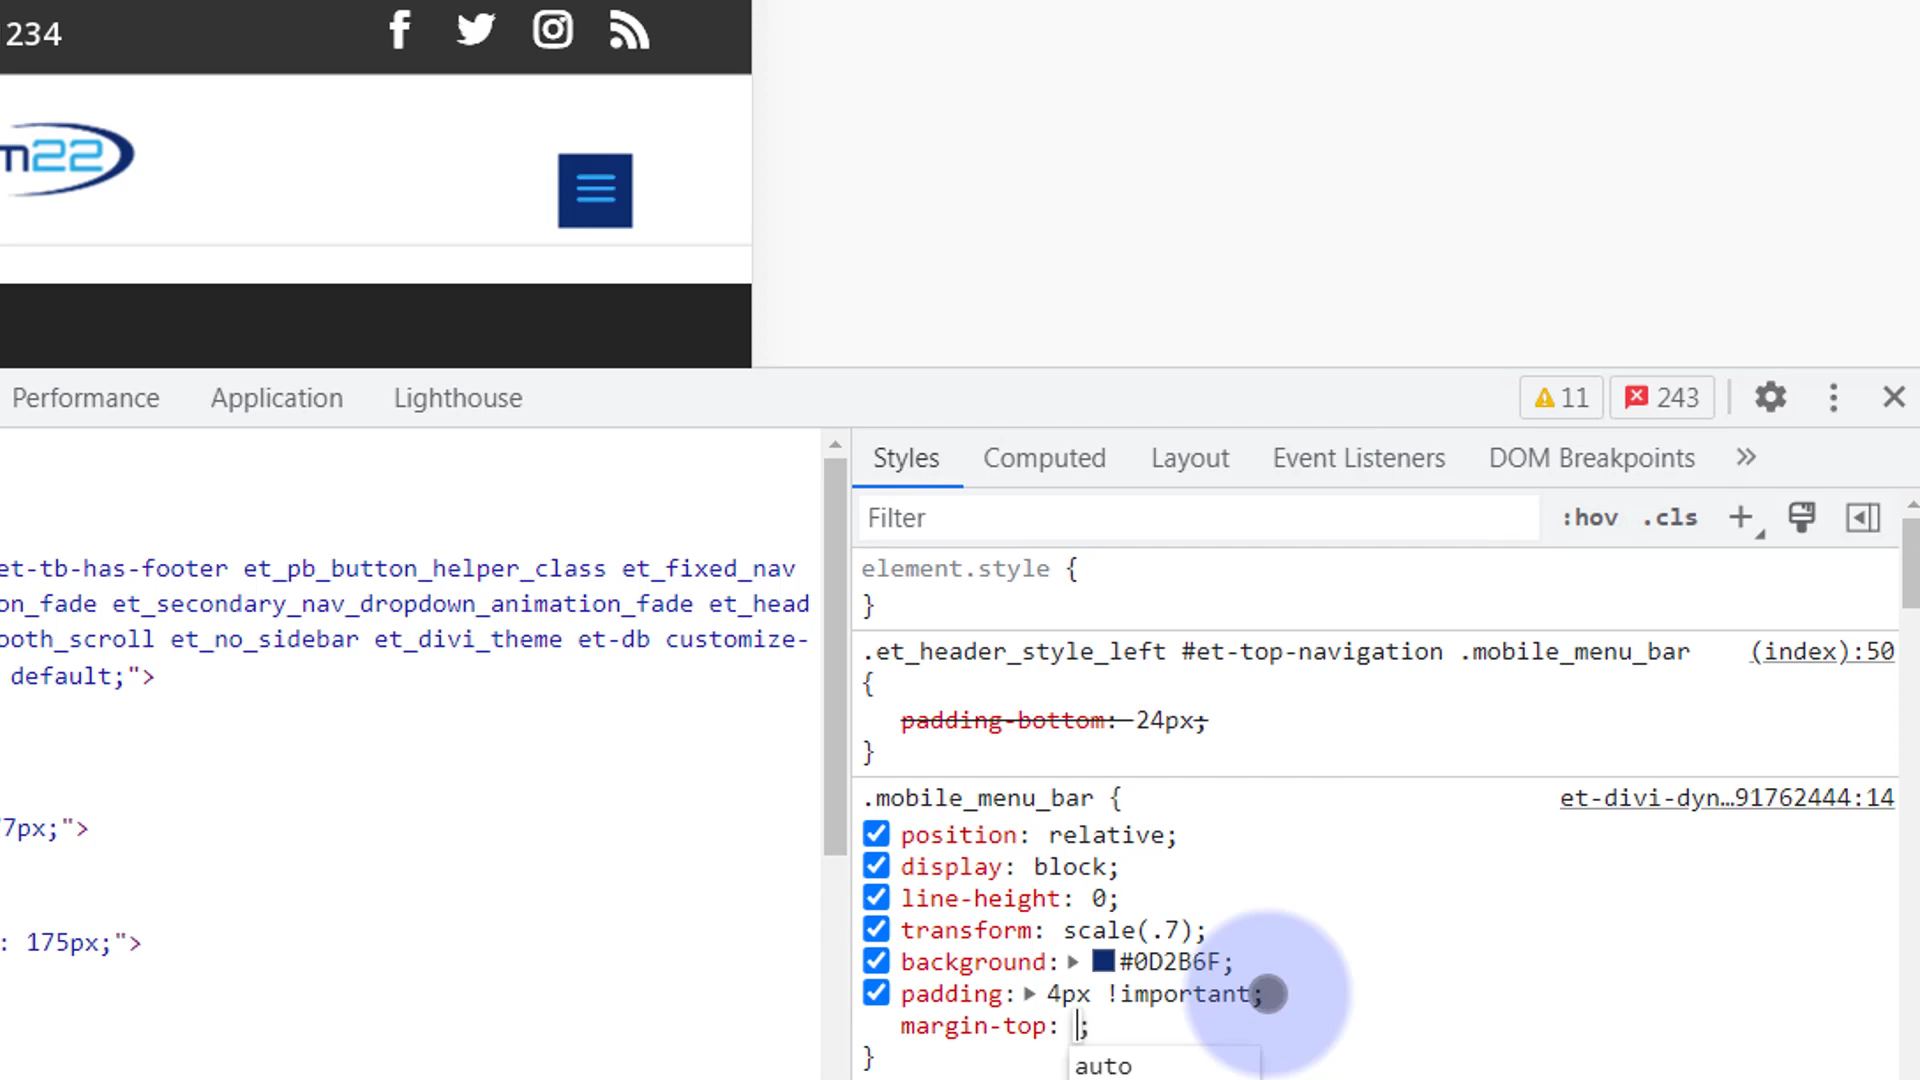 234
m22
Performance Application Lighthouse 11 243
Styles Computed Layout Event Listeners DOM Breakpoints »
Filter :hov .cls +
et-tb-has-footer et_pb_button_helper_class et_fixed_nav
on_fade et_secondary_nav_dropdown_animation_fade et_head
ooth_scroll et_no_sidebar et_divi_theme et-db customize-
default;">
7px;">
: 175px;">
element.style {
}
.et_header_style_left #et-top-navigation .mobile_menu_bar (index):50
{
padding-bottom: 24px;
}
.mobile_menu_bar { et-divi-dyn…91762444:14
position: relative;
display: block;
line-height: 0;
transform: scale(.7);
background: #0D2B6F;
padding: 4px !important;
margin-top: ;
}
auto